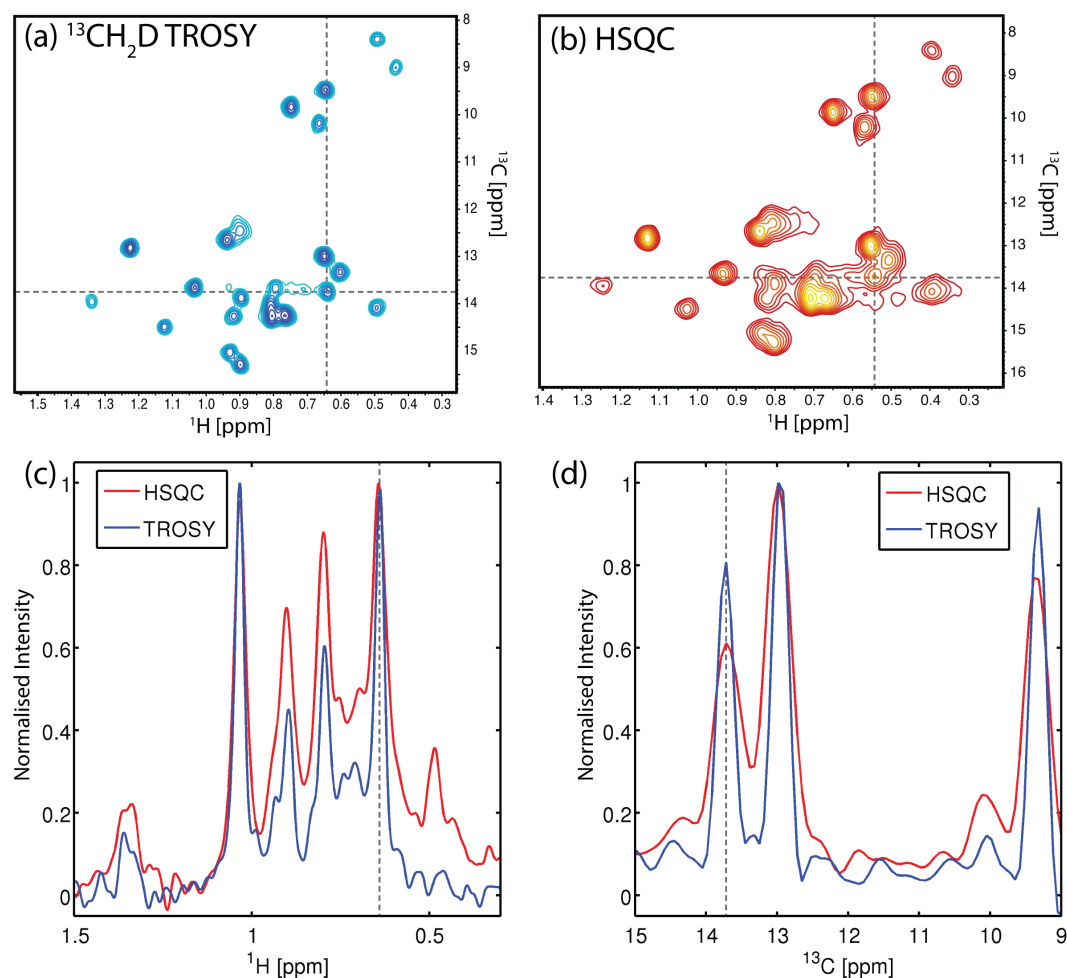 (a) ¹³CH₂D TROSY
8
9
10
11
12
13
14
15
¹³C [ppm]
1.5 1.4 1.3 1.2 1.1 1.0 0.9 0.8 0.7 0.6 0.5 0.4 0.3
¹H [ppm]
(b) HSQC
8
9
10
11
12
13
14
15
16
¹³C [ppm]
1.4 1.3 1.2 1.1 1.0 0.9 0.8 0.7 0.6 0.5 0.4 0.3
¹H [ppm]
(c)
HSQC
TROSY
1
0.8
0.6
0.4
0.2
0
Normalised Intensity
1.5 1 0.5
¹H [ppm]
(d)
HSQC
TROSY
1
0.8
0.6
0.4
0.2
0
Normalised Intensity
15 14 13 12 11 10 9
¹³C [ppm]